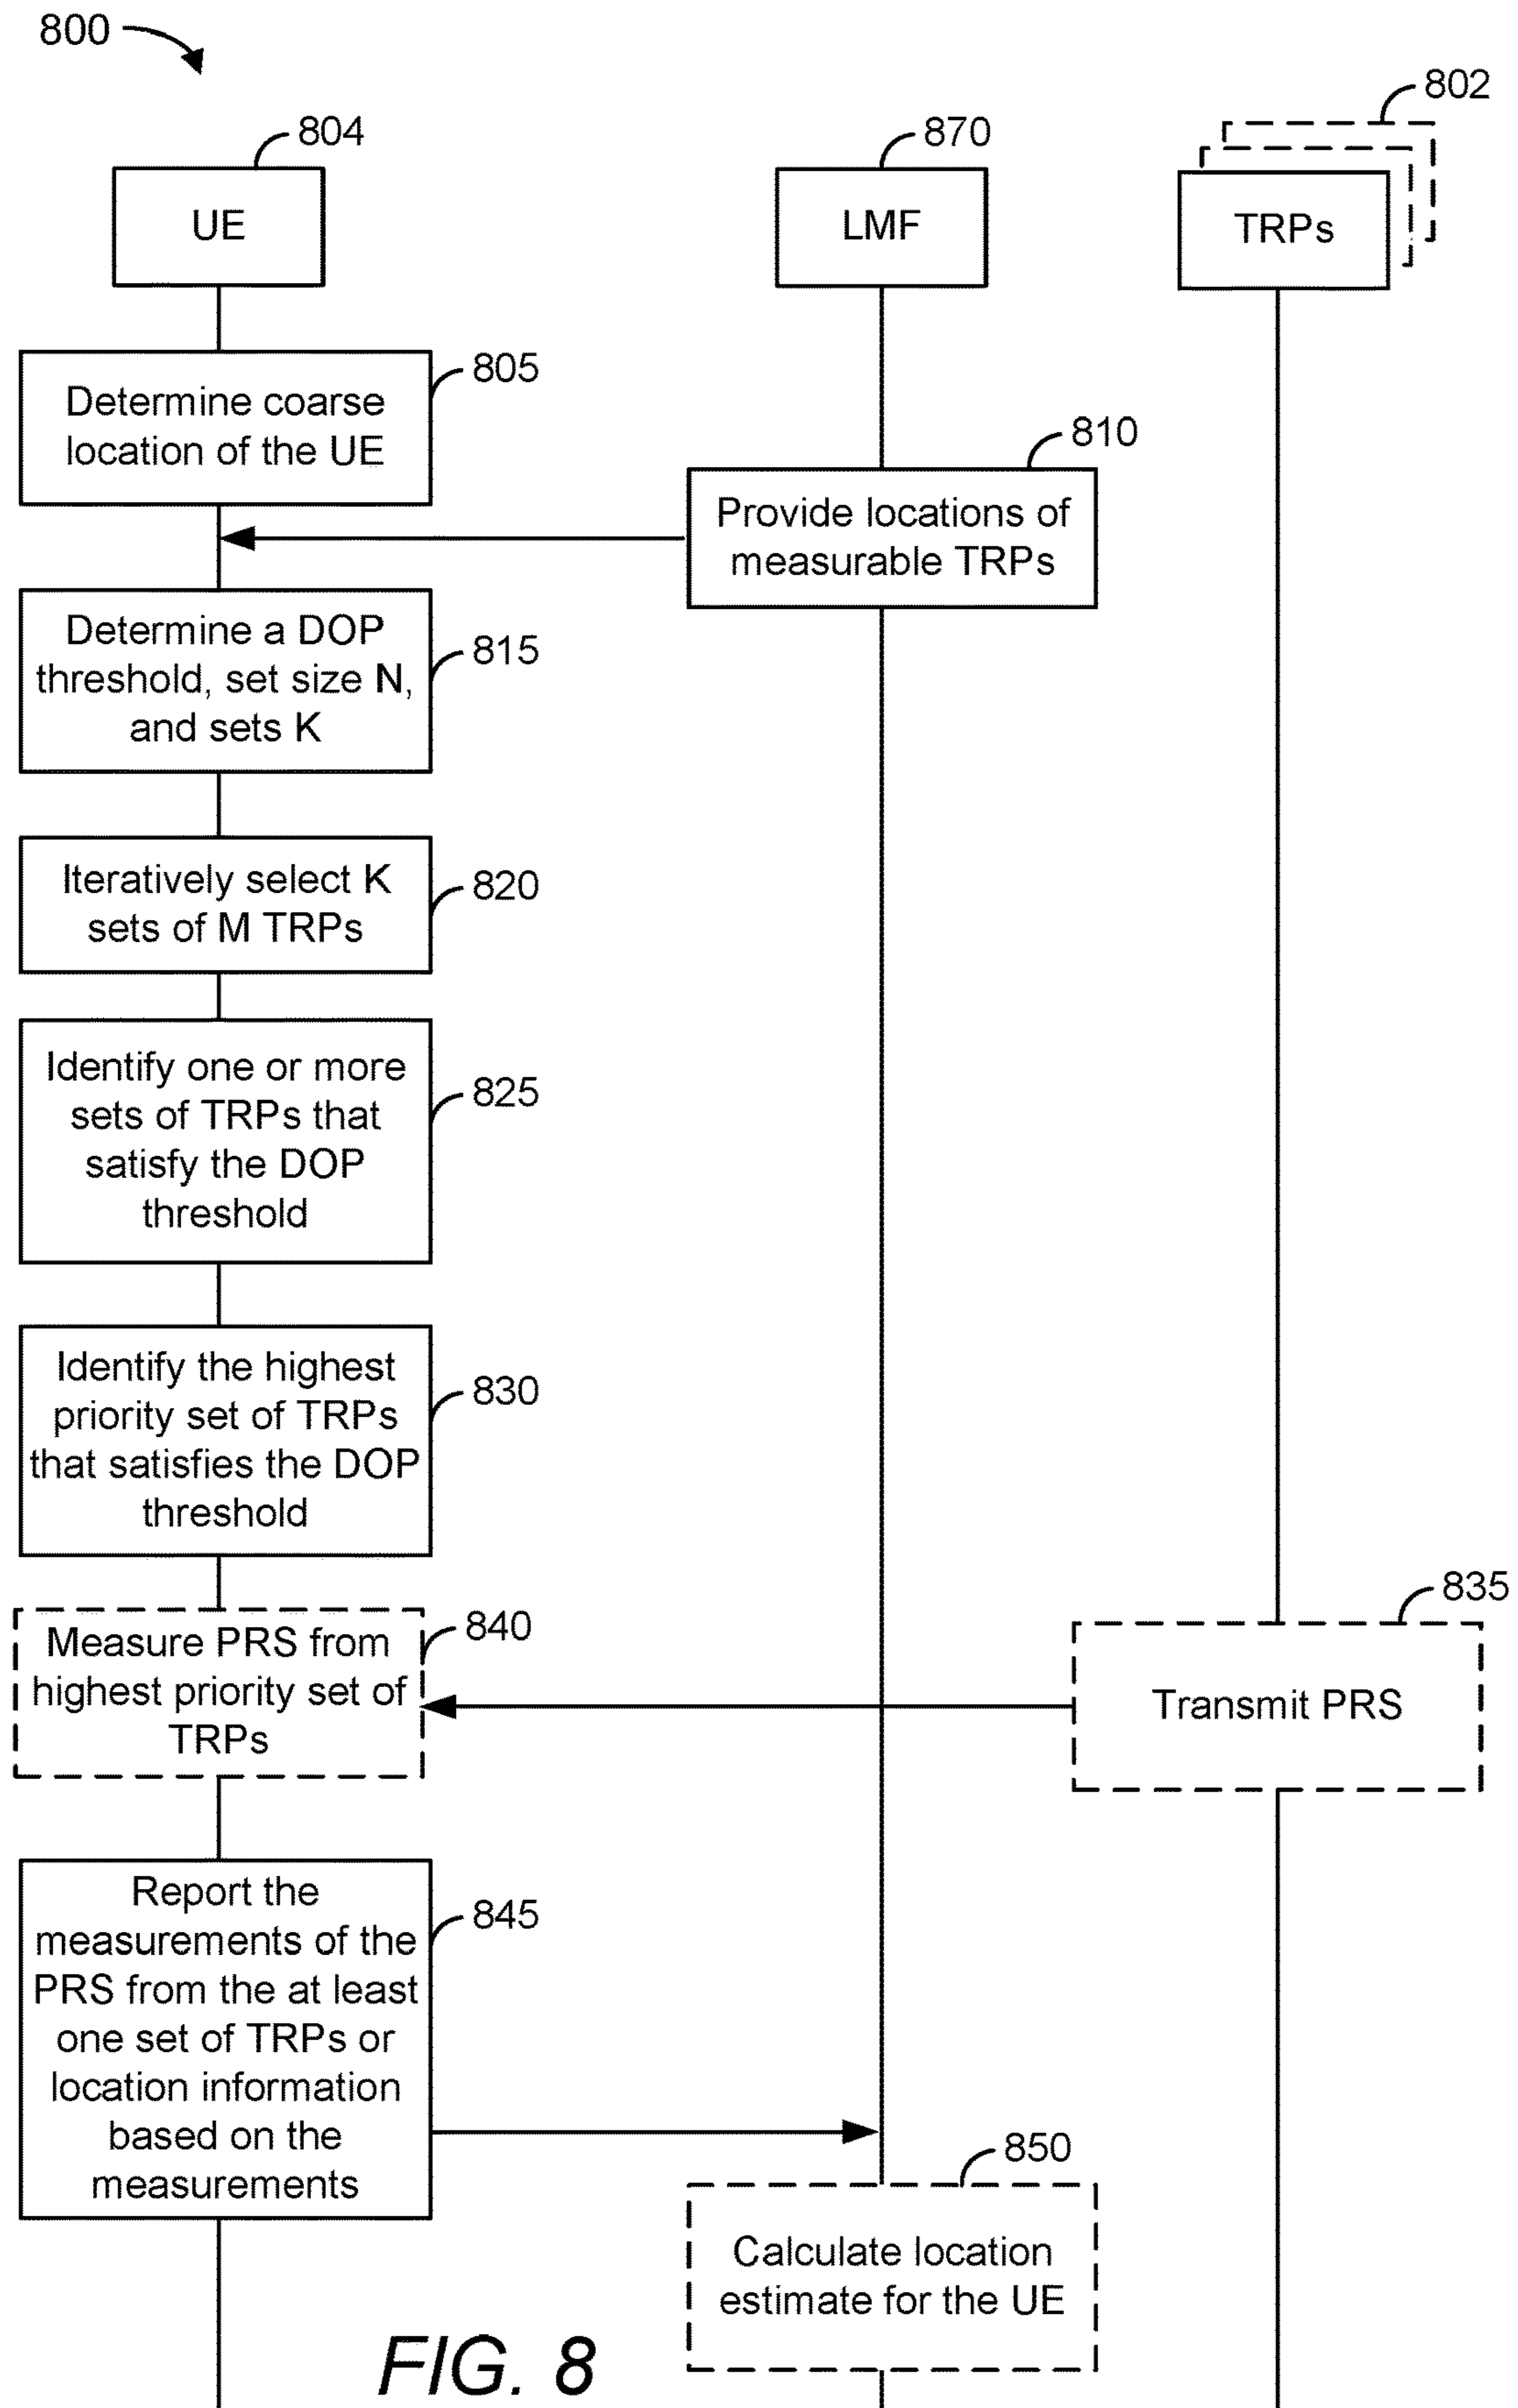 800
804
870
802
UE
LMF
TRPs
805
Determine coarse
location of the UE
810
Provide locations of
measurable TRPs
Determine a DOP
threshold, set size N,
and sets K
815
Iteratively select K
sets of M TRPs
820
Identify one or more
sets of TRPs that
satisfy the DOP
threshold
825
Identify the highest
priority set of TRPs
that satisfies the DOP
threshold
830
835
Measure PRS from
highest priority set of
TRPs
840
Transmit PRS
Report the
measurements of the
PRS from the at least
one set of TRPs or
location information
based on the
measurements
845
850
Calculate location
estimate for the UE
FIG. 8